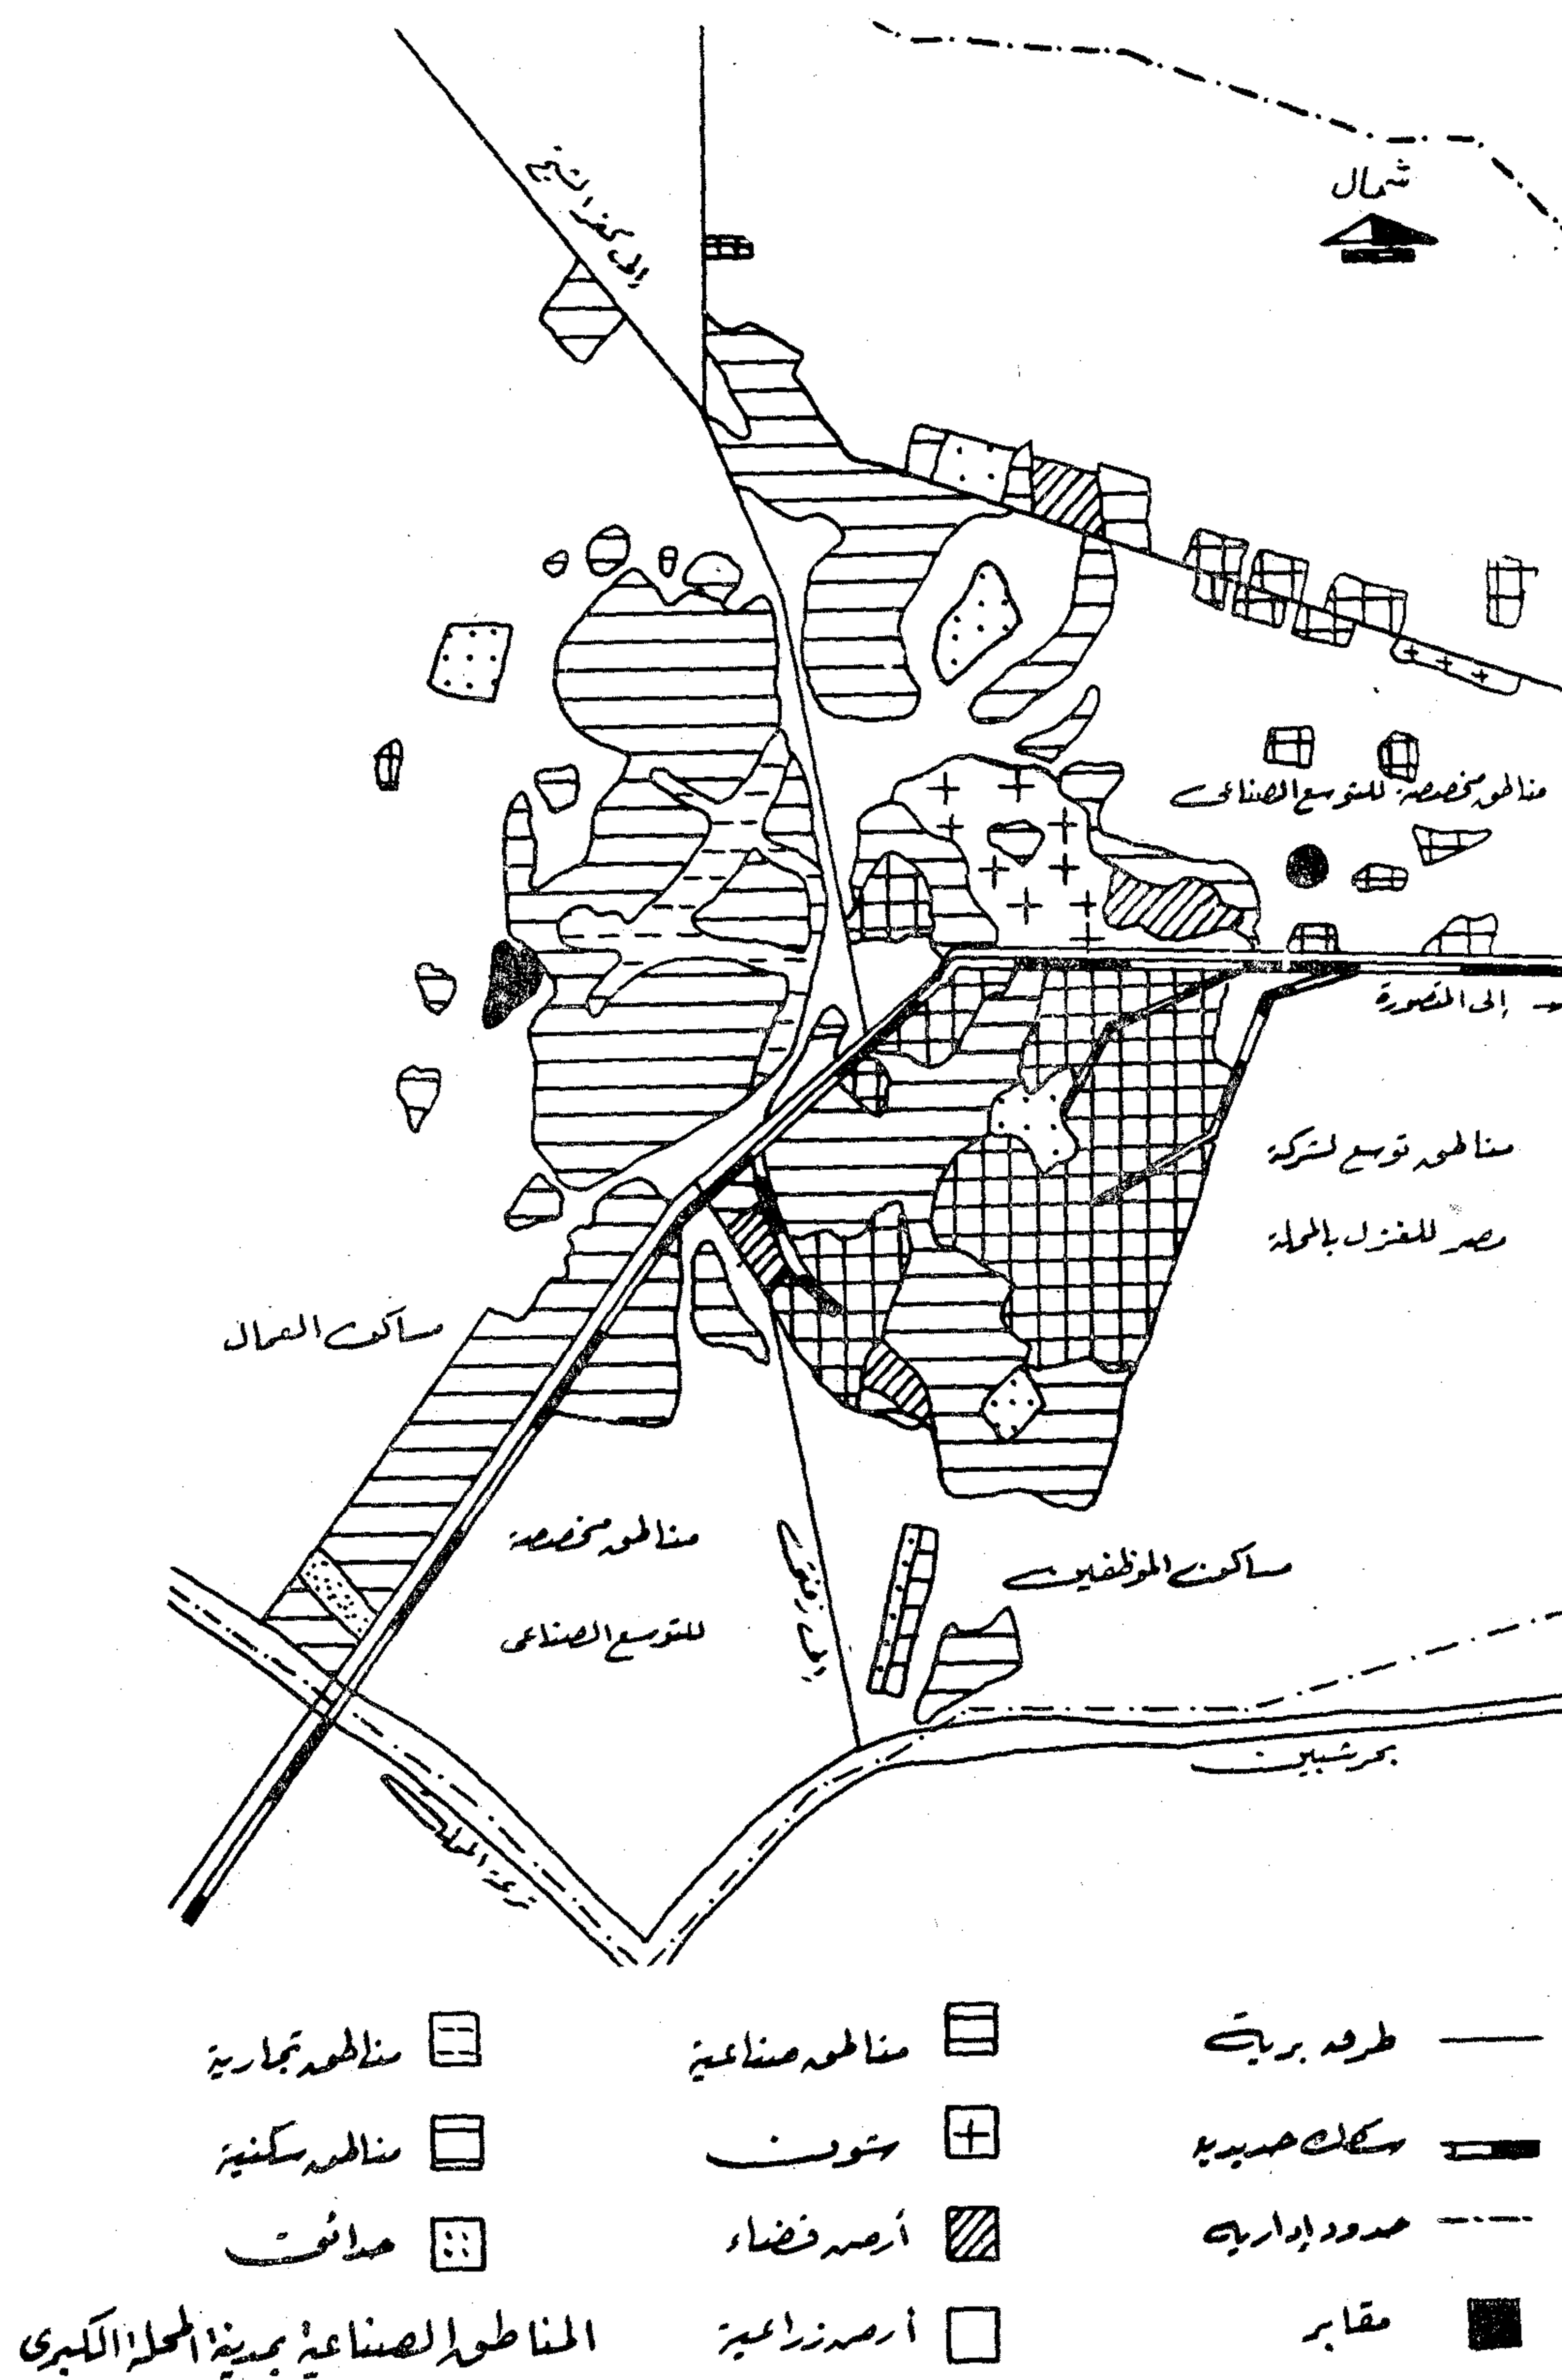 شمال
إلى كفر الشيخ
مناطق مخصصة للتوسع الصناعى
إلى المنصورة
مناطق توسع لشركة
مصر للغزل بالمحلة
مساكن العمال
مناطق مخصصة
للتوسع الصناعى
إلى زفتى
مساكن الموظفين
بحر شبين
ترعة الملاح
طرق برية
مناطق صناعية
مناطق تجارية
سكك حديدية
شون
مناطق سكنية
حدود إدارية
أرض فضاء
حدائق
مقابر
أرض زراعية
المناطق الصناعية بمدينة المحلة الكبرى